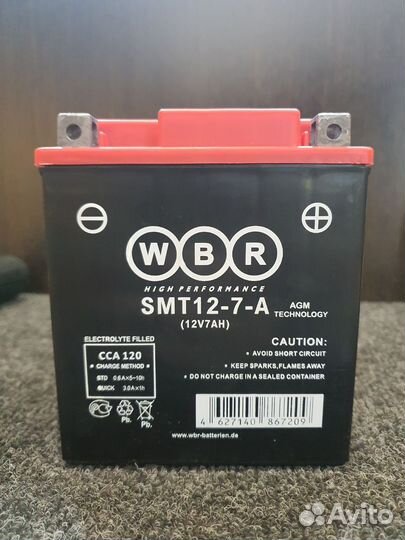 WBR
HIGH PERFORMANCE
SMT12-7-A
(12V7AH)
AGM
TECHNOLOGY
ELECTROLYTE FILLED
CCA 120
CHARGE METHOD
STD 0.6A×5~10h
QUICK 3.0A×1h
CAUTION:
• AVOID SHORT CIRCUIT
• KEEP SPARKS, FLAMES AWAY
• DO NOT CHARGE IN A SEALED CONTAINER
Pb
4 627140 867209
www.wbr-batterien.de
Avito